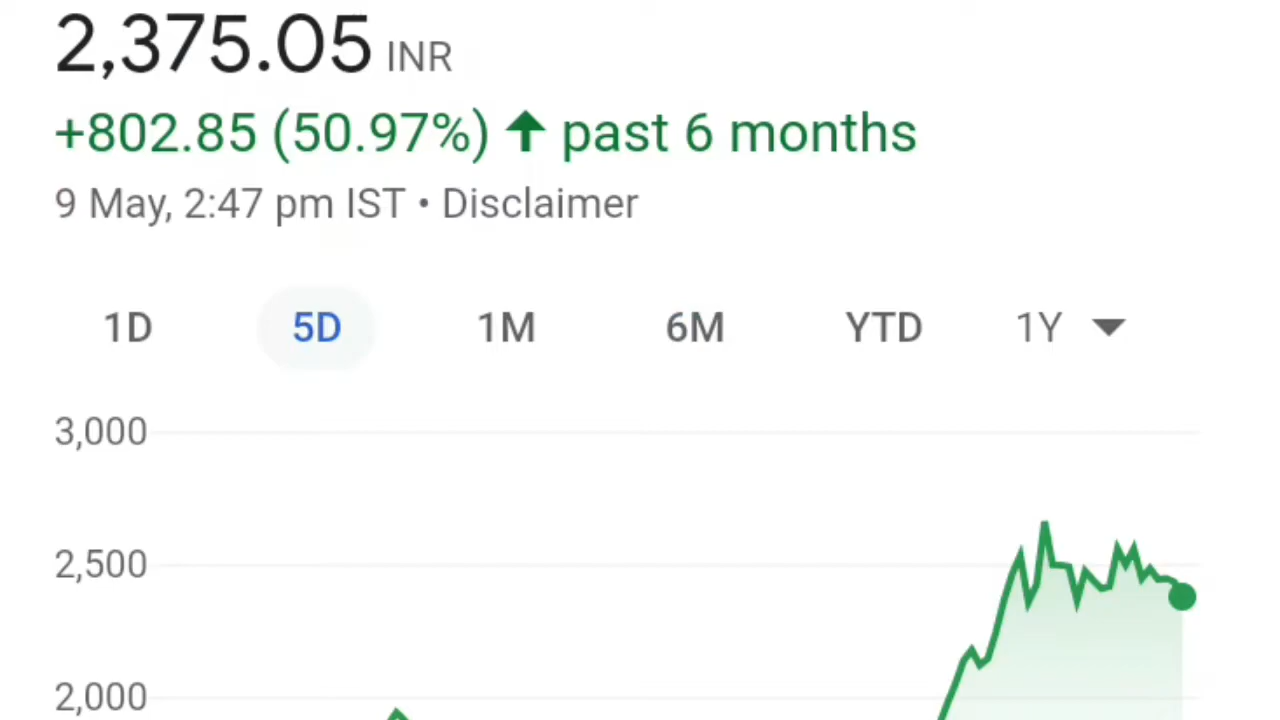 2,375.05 INR
+802.85 (50.97%) ↑ past 6 months
9 May, 2:47 pm IST • Disclaimer
1D 5D 1M 6M YTD 1Y
3,000
2,500
2,000